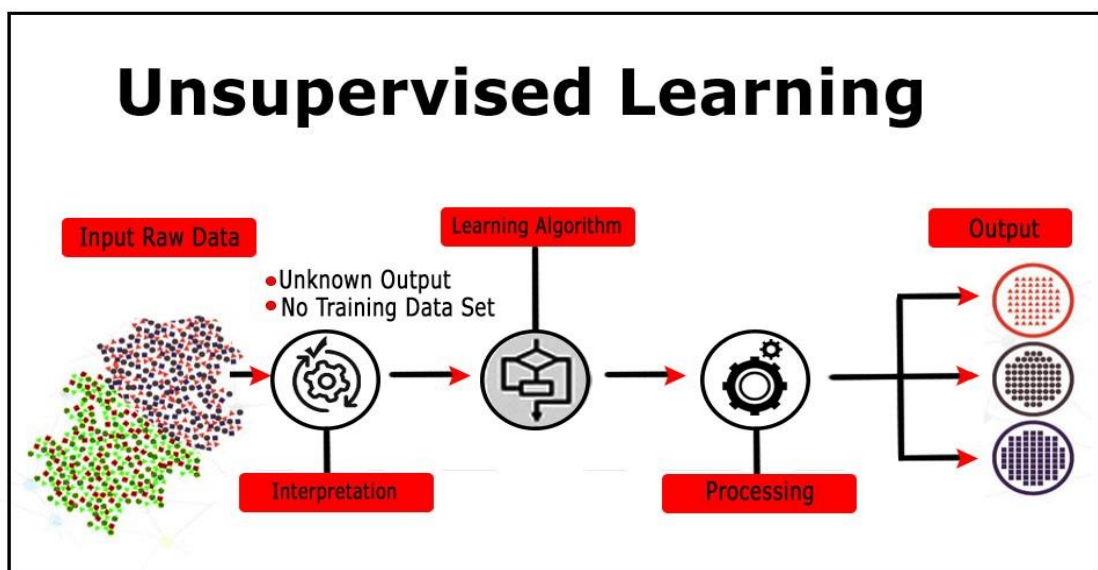 Unsupervised Learning
Input Raw Data
Unknown Output
No Training Data Set
Learning Algorithm
Output
Interpretation
Processing